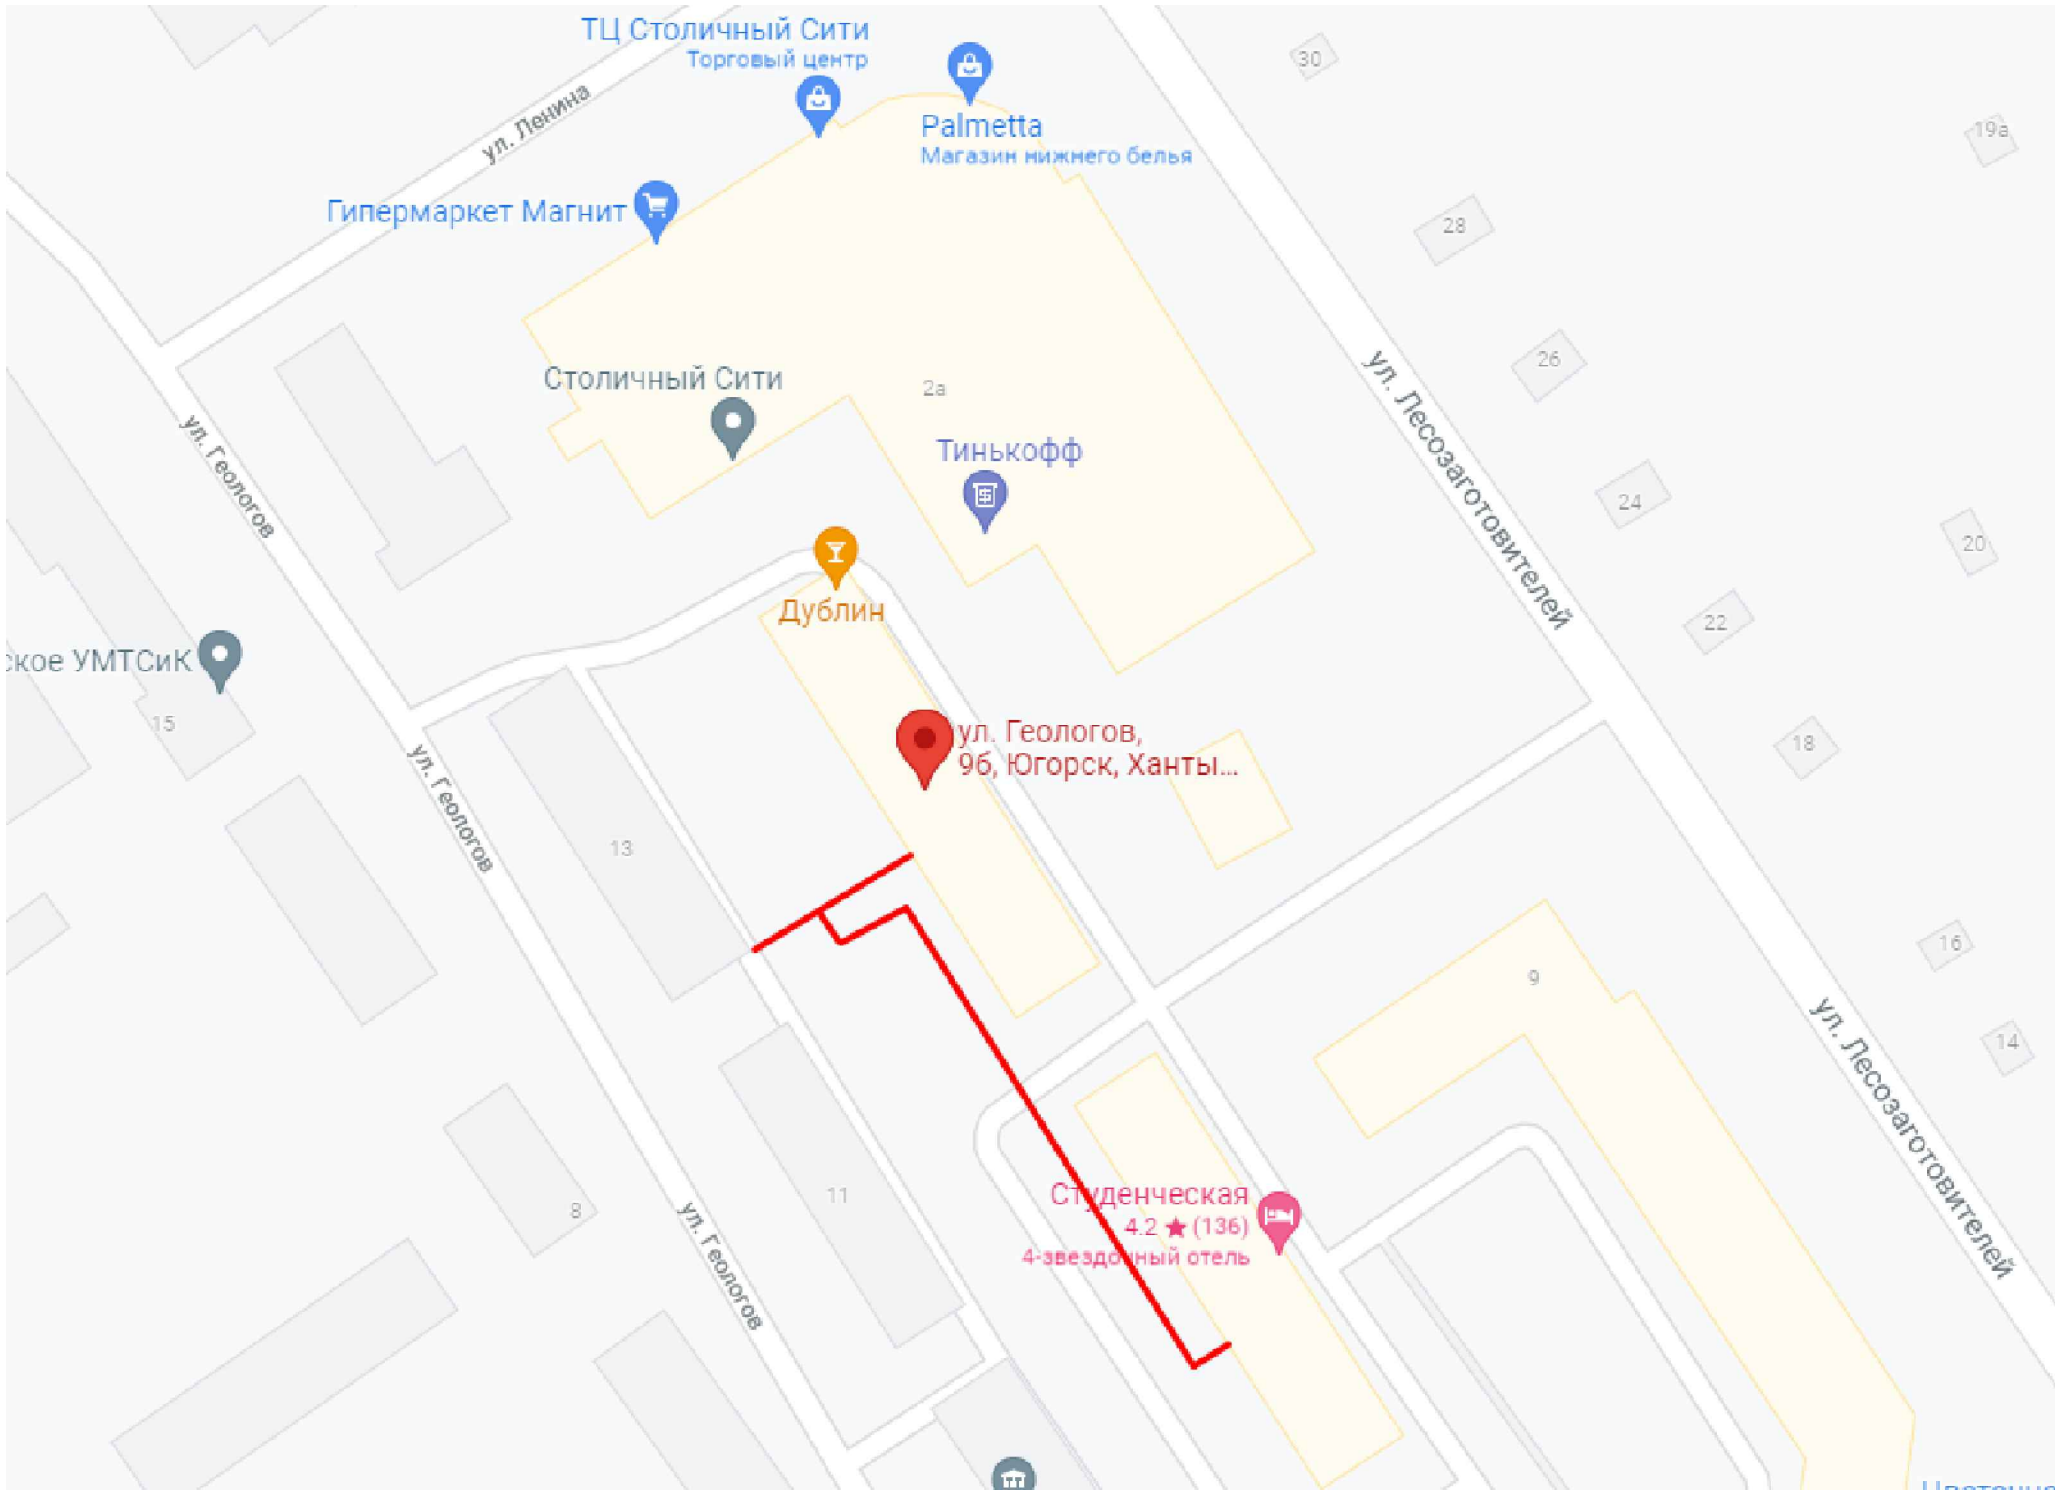 ТЦ Столичный Сити
Торговый центр
30
ул. Ленина
Palmetta
Магазин нижнего белья
19а
Гипермаркет Магнит
28
ул. Лесозаготовителей
26
Столичный Сити
2а
ул. Геологов
Тинькофф
24
20
Дублин
22
ское УМТСиК
15
ул. Геологов,
9б, Югорск, Ханты...
18
ул. Геологов
13
16
9
ул. Лесозаготовителей
14
11
Студенческая
4.2 ★ (136)
4-звездочный отель
8
ул. Геологов